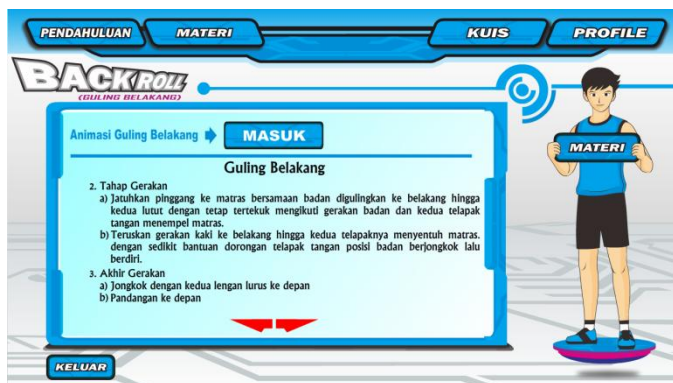 PENDAHULUAN
MATERI
KUIS
PROFILE
BACK ROLL
(GULING BELAKANG)
Animasi Guling Belakang
MASUK
MATERI
Guling Belakang
2. Tahap Gerakan
a) Jatuhkan pinggang ke matras bersamaan badan digulingkan ke belakang hingga
kedua lutut dengan tetap tertekuk mengikuti gerakan badan dan kedua telapak
tangan menempel matras.
b) Teruskan gerakan kaki ke belakang hingga kedua telapaknya menyentuh matras.
dengan sedikit bantuan dorongan telapak tangan posisi badan berjongkok lalu
berdiri.
3. Akhir Gerakan
a) Jongkok dengan kedua lengan lurus ke depan
b) Pandangan ke depan
KELUAR